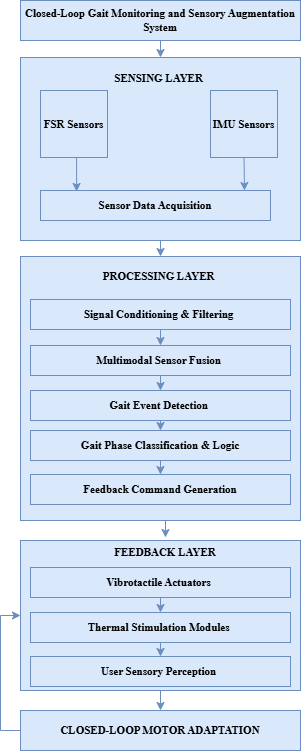 Closed-Loop Gait Monitoring and Sensory Augmentation
System
SENSING LAYER
FSR Sensors
IMU Sensors
Sensor Data Acquisition
PROCESSING LAYER
Signal Conditioning & Filtering
Multimodal Sensor Fusion
Gait Event Detection
Gait Phase Classification & Logic
Feedback Command Generation
FEEDBACK LAYER
Vibrotactile Actuators
Thermal Stimulation Modules
User Sensory Perception
CLOSED-LOOP MOTOR ADAPTATION